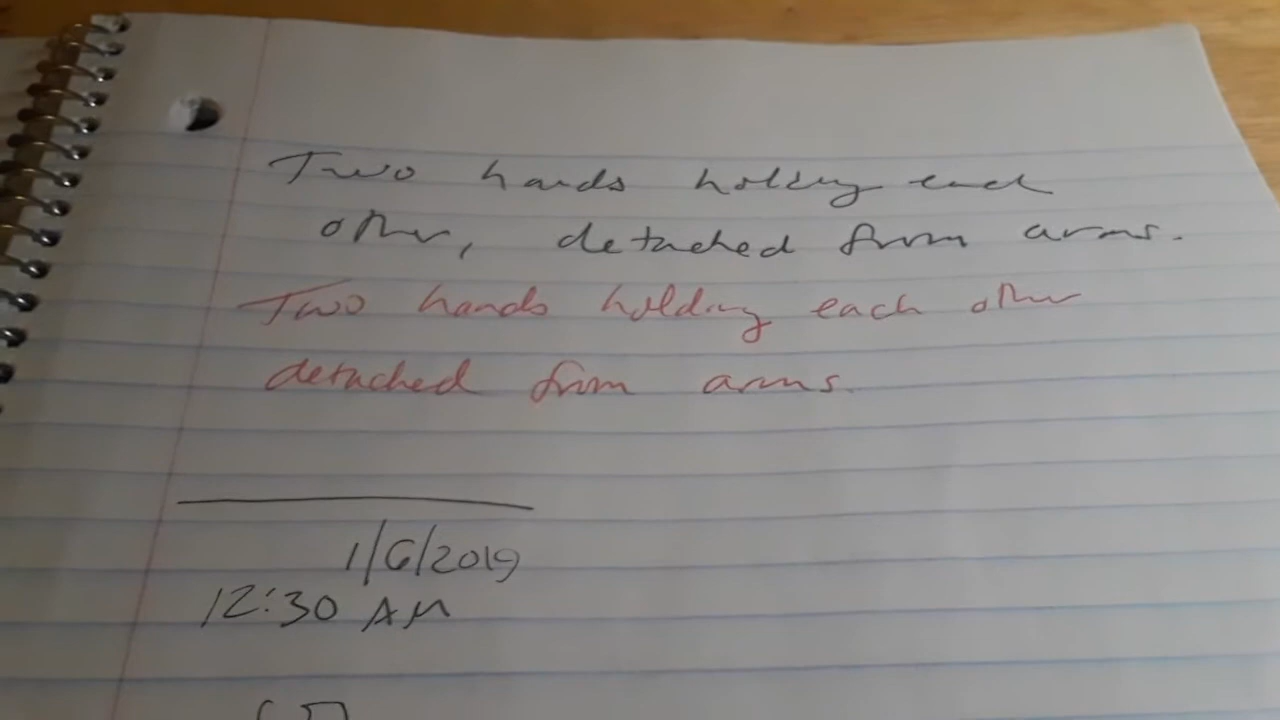 Two hands holding each
other, detached from arms.
Two hands holding each other
detached from arms.
1/6/2019
12:30 AM